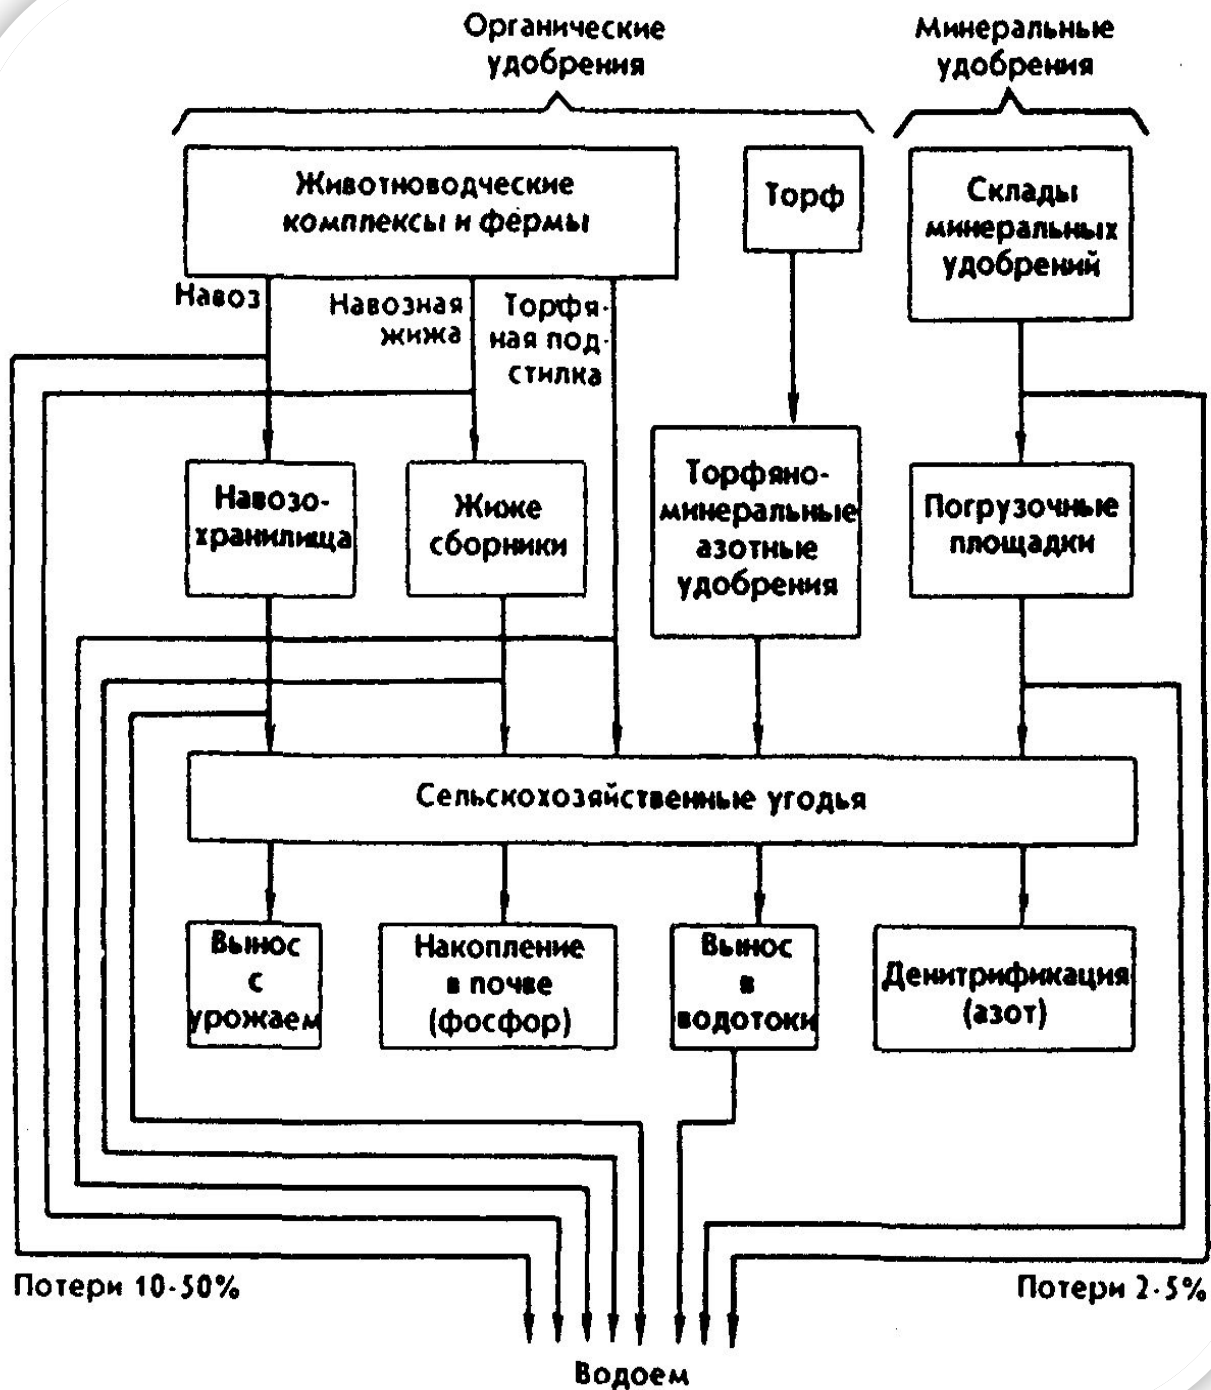 Органические
удобрения
Минеральные
удобрения
Животноводческие
комплексы и фермы
Торф
Склады
минеральных
удобрений
Навоз
Навозная
жижа
Торфя-
ная под-
стилка
Навозо-
хранилища
Жиже
сборники
Торфяно-
минеральные
азотные
удобрения
Погрузочные
площадки
Сельскохозяйственные угодья
Вынос
с
урожаем
Накопление
в почве
(фосфор)
Вынос
в
водотоки
Денитрификация
(азот)
Потери 10-50%
Потери 2-5%
Водоем